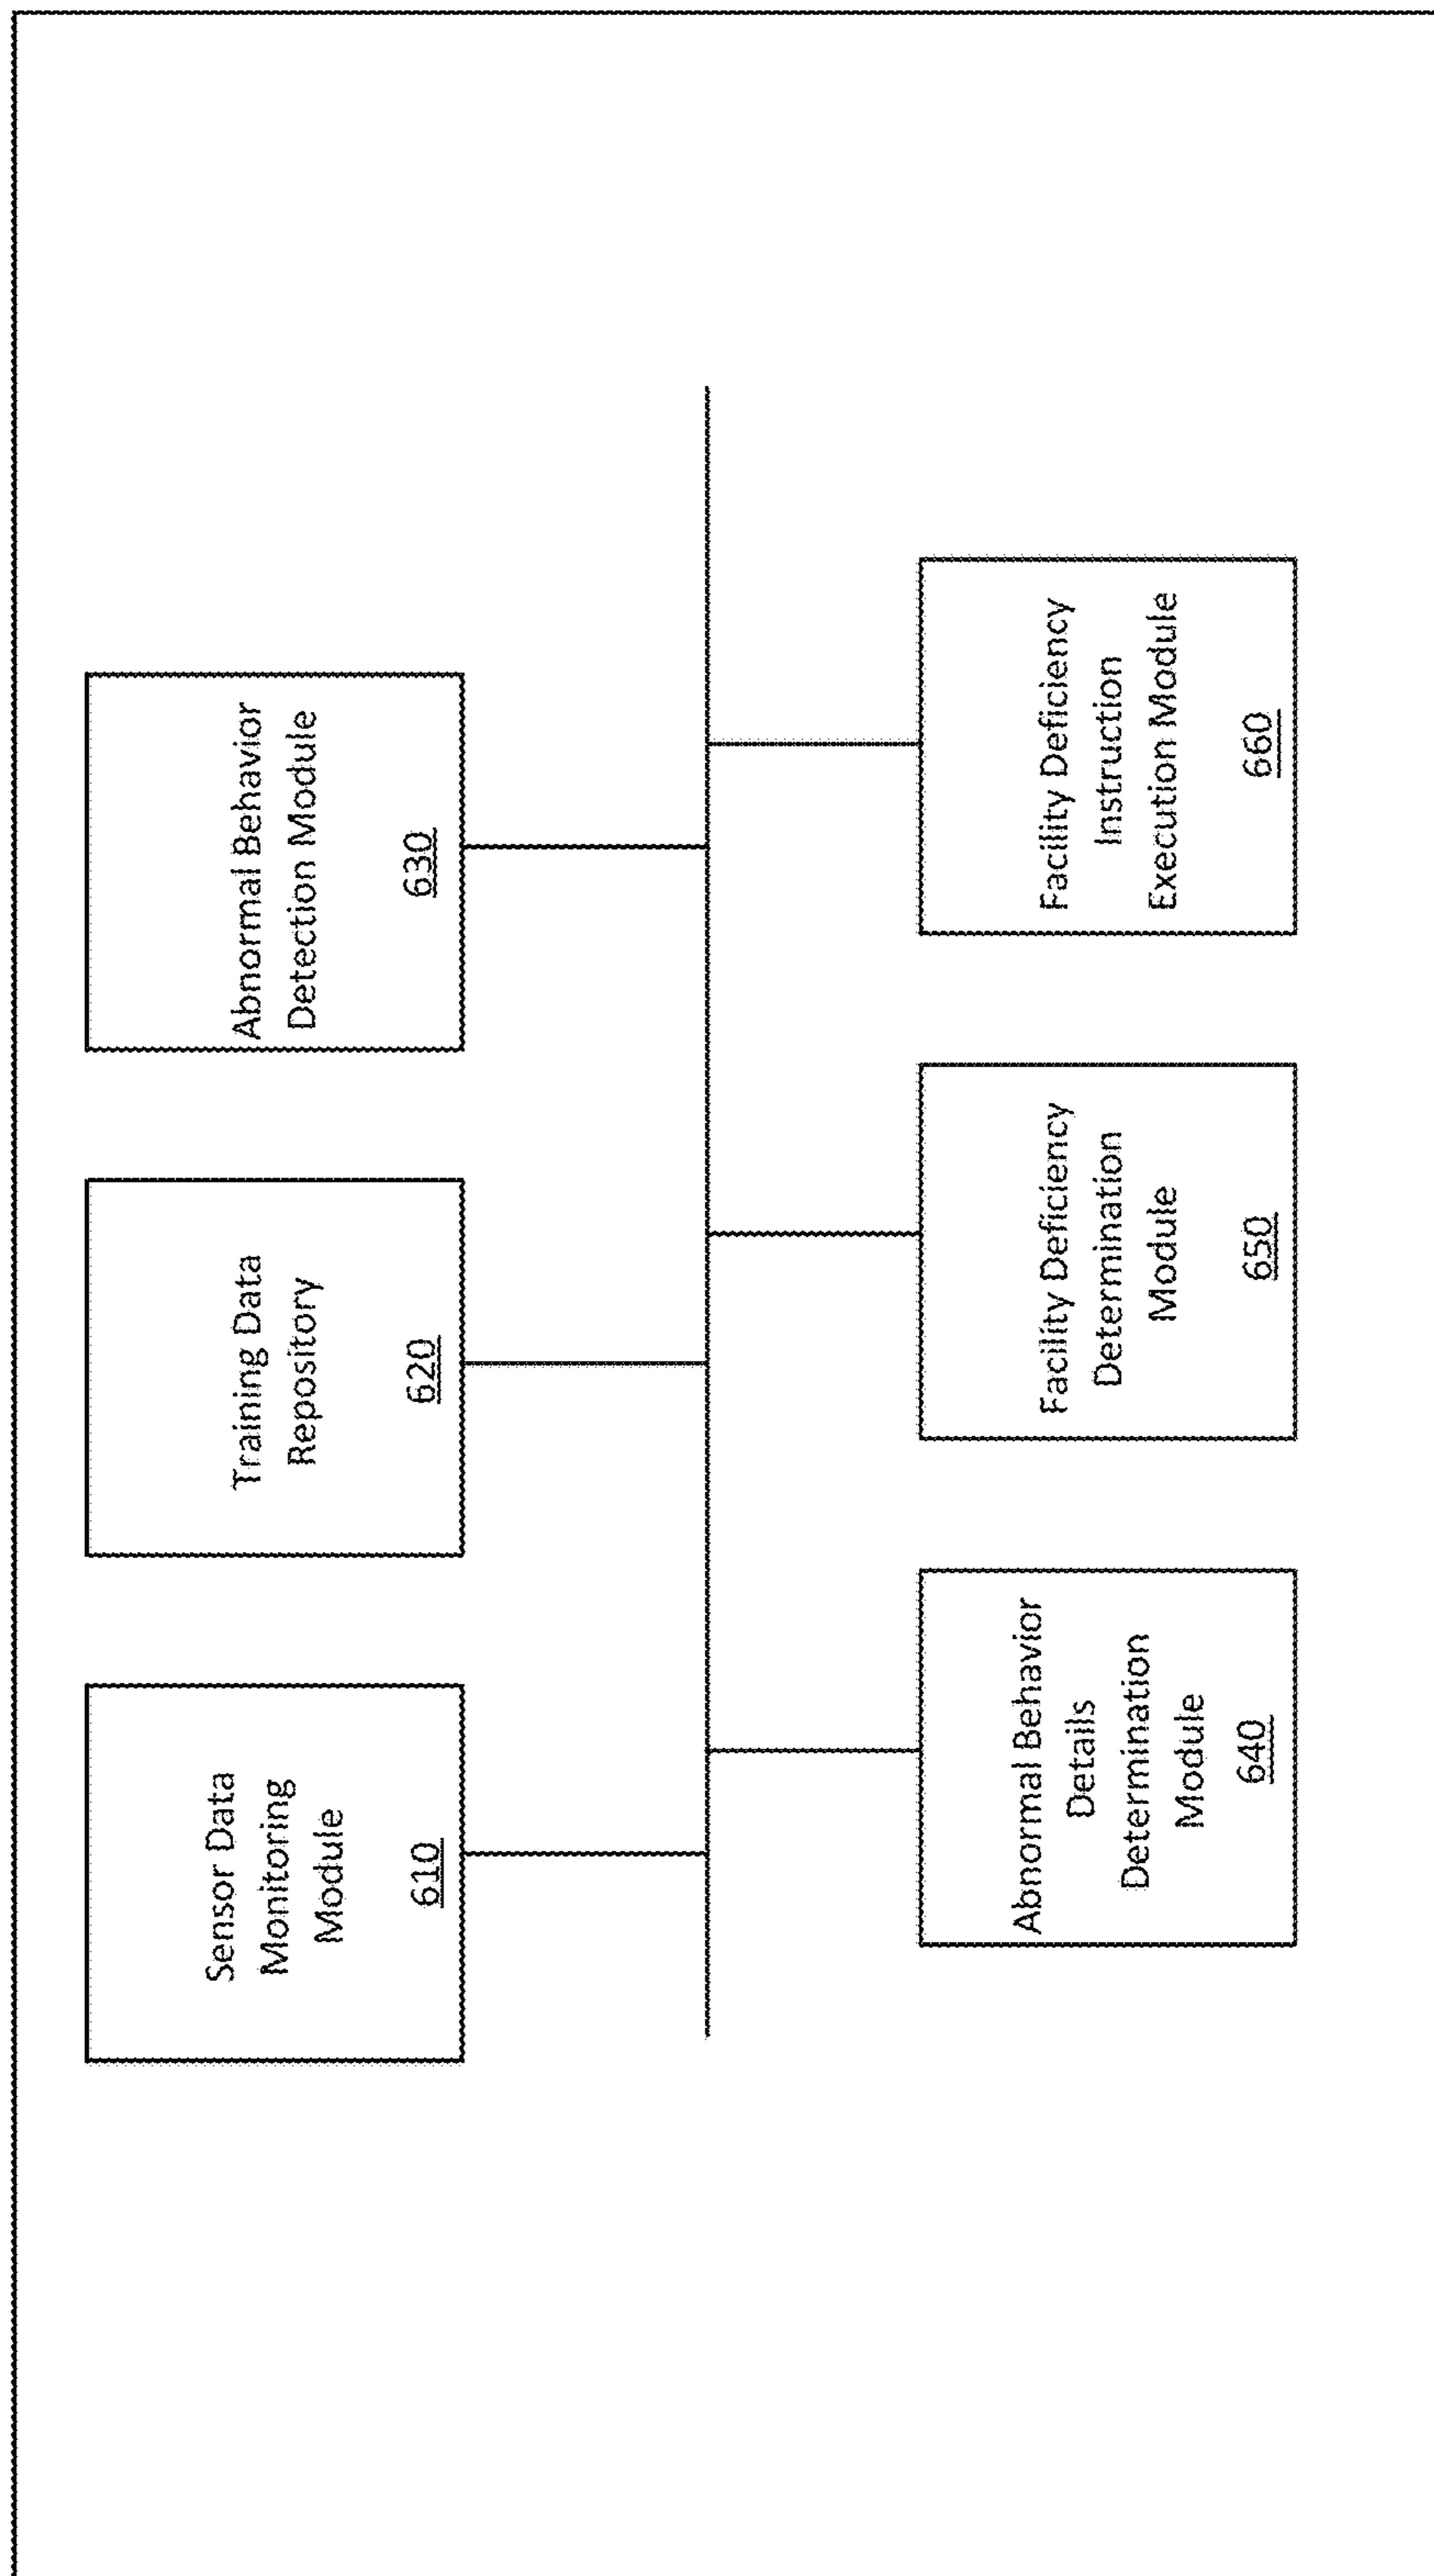 Sensor Data
Monitoring
Module
610
Training Data
Repository
620
Abnormal Behavior
Detection Module
630
Abnormal Behavior
Details
Determination
Module
640
Facility Deficiency
Determination
Module
650
Facility Deficiency
Instruction
Execution Module
660